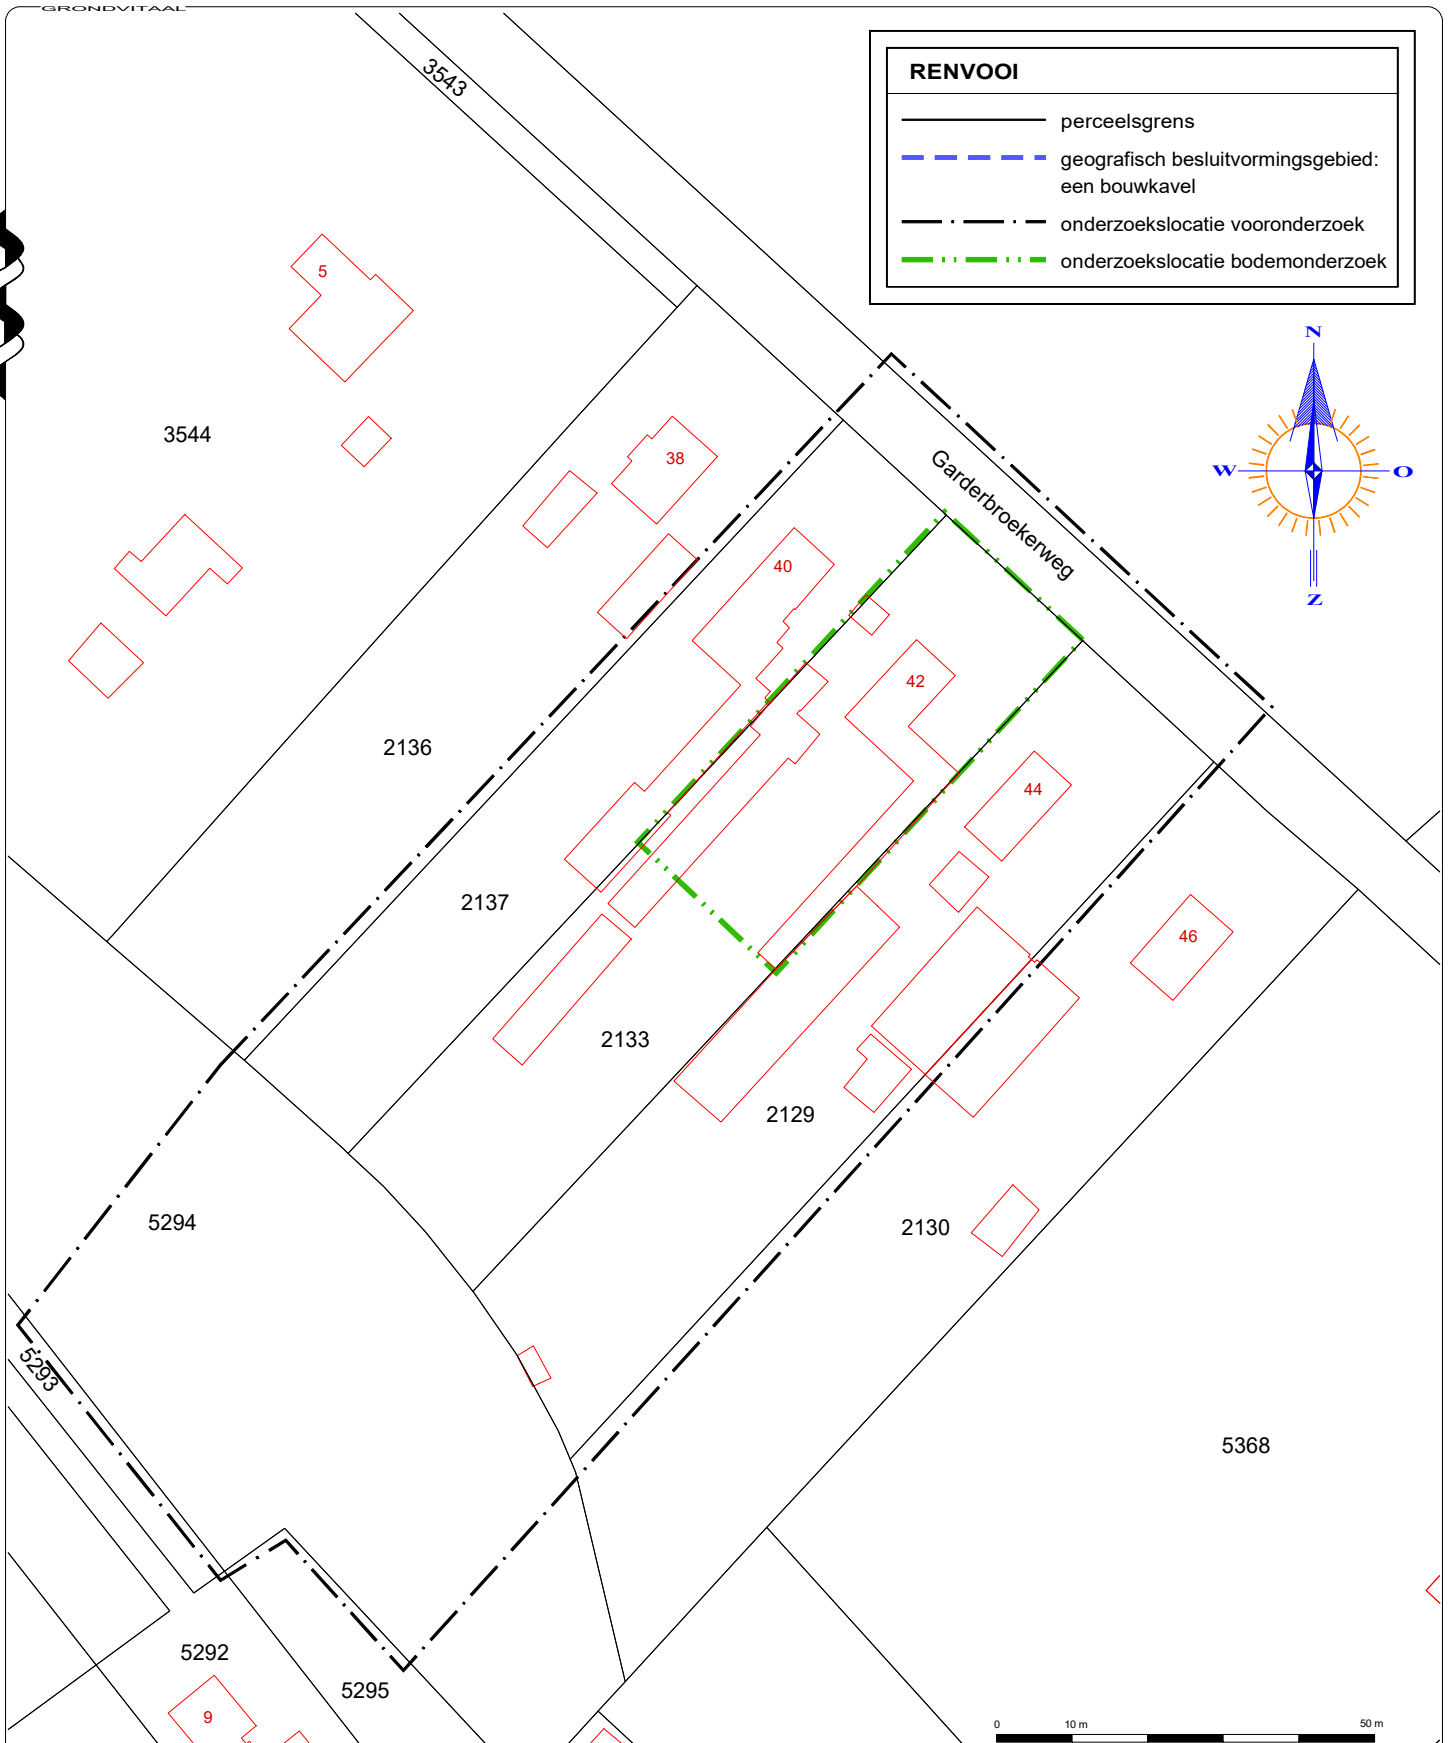 GRONDVITAAL
RENVOOI
perceelsgrens
geografisch besluitvormingsgebied:
een bouwkavel
onderzoekslocatie vooronderzoek
onderzoekslocatie bodemonderzoek
3543
5
N
3544
38
Garderbroekerweg
W
O
40
Z
42
2136
44
2137
46
2133
2129
5294
2130
5293
5368
5292
5295
9
0
10 m
50 m